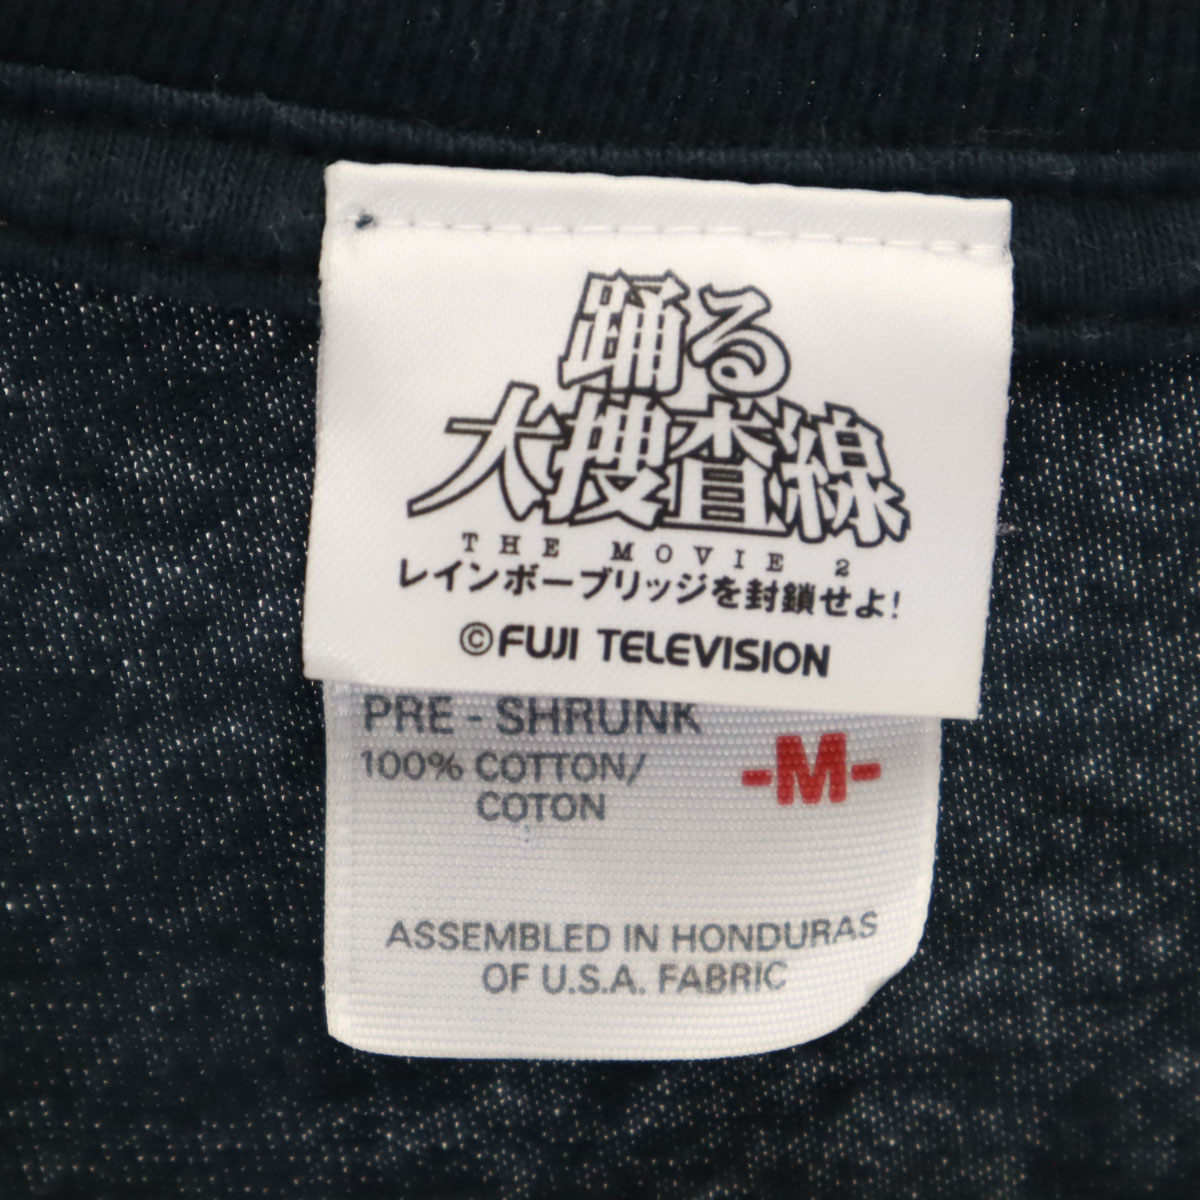 踊る
大捜査線
THE MOVIE 2
レインボーブリッジを封鎖せよ!
©FUJI TELEVISION
PRE - SHRUNK
100% COTTON/
COTON
-M-
ASSEMBLED IN HONDURAS
OF U.S.A. FABRIC